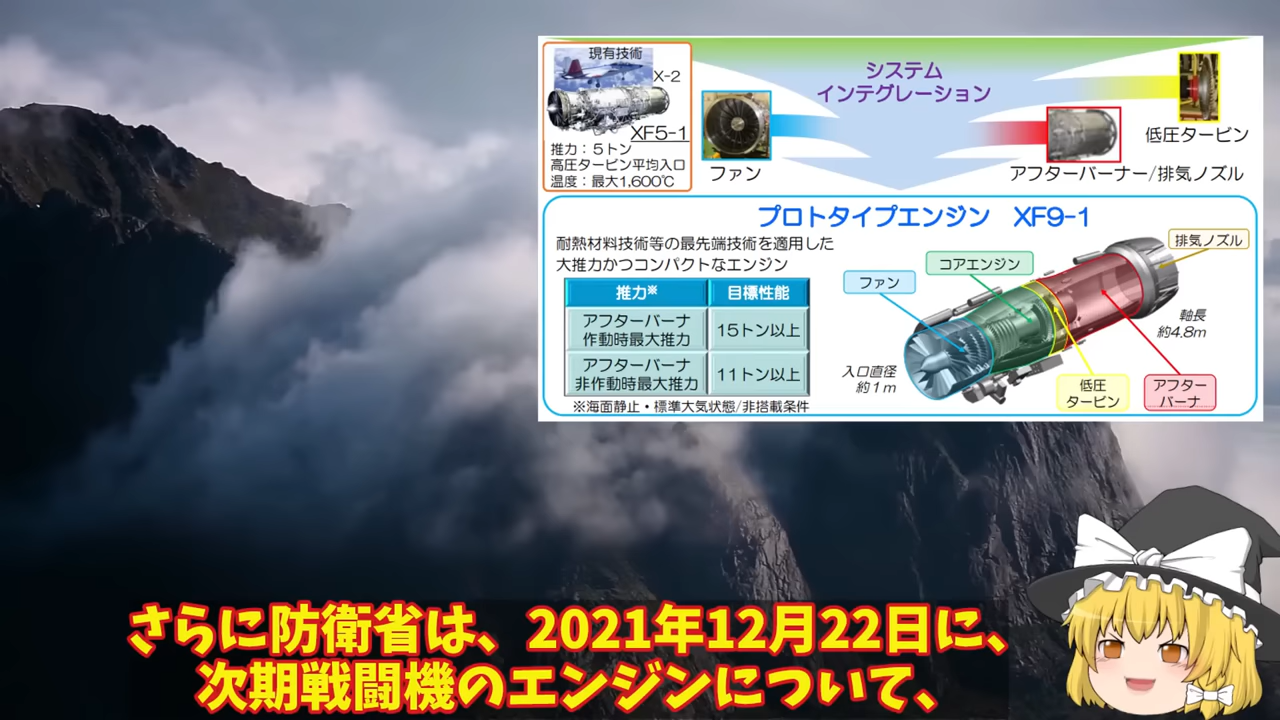 現有技術
X-2
XF5-1
推力：５トン
高圧タービン平均入口
温度：最大1,600℃
ファン
システム
インテグレーション
低圧タービン
アフターバーナー/排気ノズル
プロトタイプエンジン　XF9-1
耐熱材料技術等の最先端技術を適用した
大推力かつコンパクトなエンジン
推力※
目標性能
アフターバーナ
作動時最大推力
15トン以上
アフターバーナ
非作動時最大推力
11トン以上
※海面静止・標準大気状態/非搭載条件
ファン
コアエンジン
排気ノズル
軸長
約4.8m
入口直径
約１m
低圧
タービン
アフター
バーナ
さらに防衛省は、2021年12月22日に、
次期戦闘機のエンジンについて、